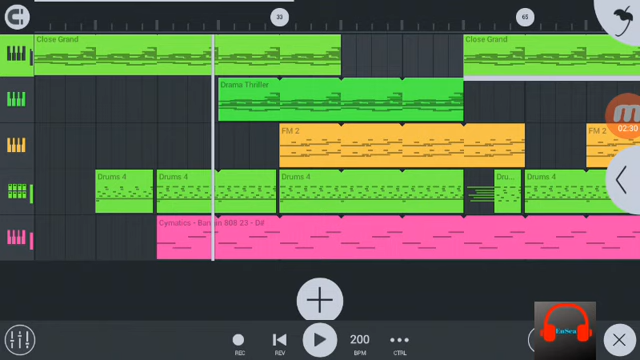 33
65
Close Grand
Close Grand
Drama Thriller
02:30
FM 2
FM 2
Drums 4
Drums 4
Drums 4
Dru...
Drums 4
Cymatics - Barton 808 23 - D#
200
REC
REV
BPM
CTRL